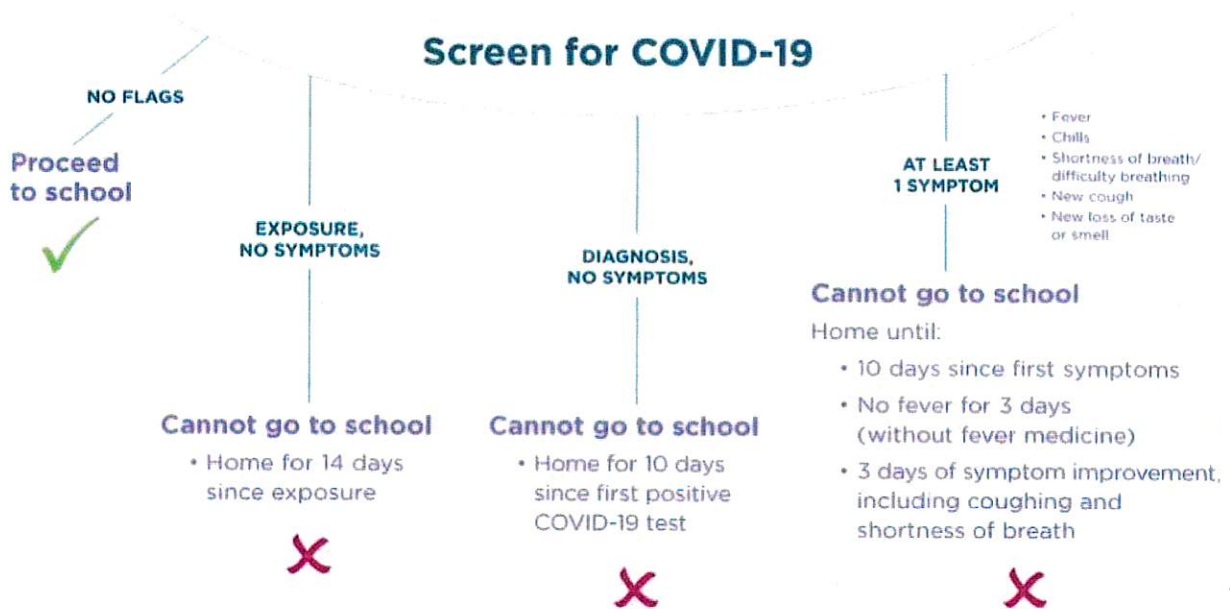 Screen for COVID-19
NO FLAGS
Proceed
to school
EXPOSURE,
NO SYMPTOMS
Cannot go to school
• Home for 14 days
since exposure
DIAGNOSIS,
NO SYMPTOMS
Cannot go to school
• Home for 10 days
since first positive
COVID-19 test
AT LEAST
1 SYMPTOM
• Fever
• Chills
• Shortness of breath/
difficulty breathing
• New cough
• New loss of taste
or smell
Cannot go to school
Home until:
• 10 days since first symptoms
• No fever for 3 days
(without fever medicine)
• 3 days of symptom improvement,
including coughing and
shortness of breath